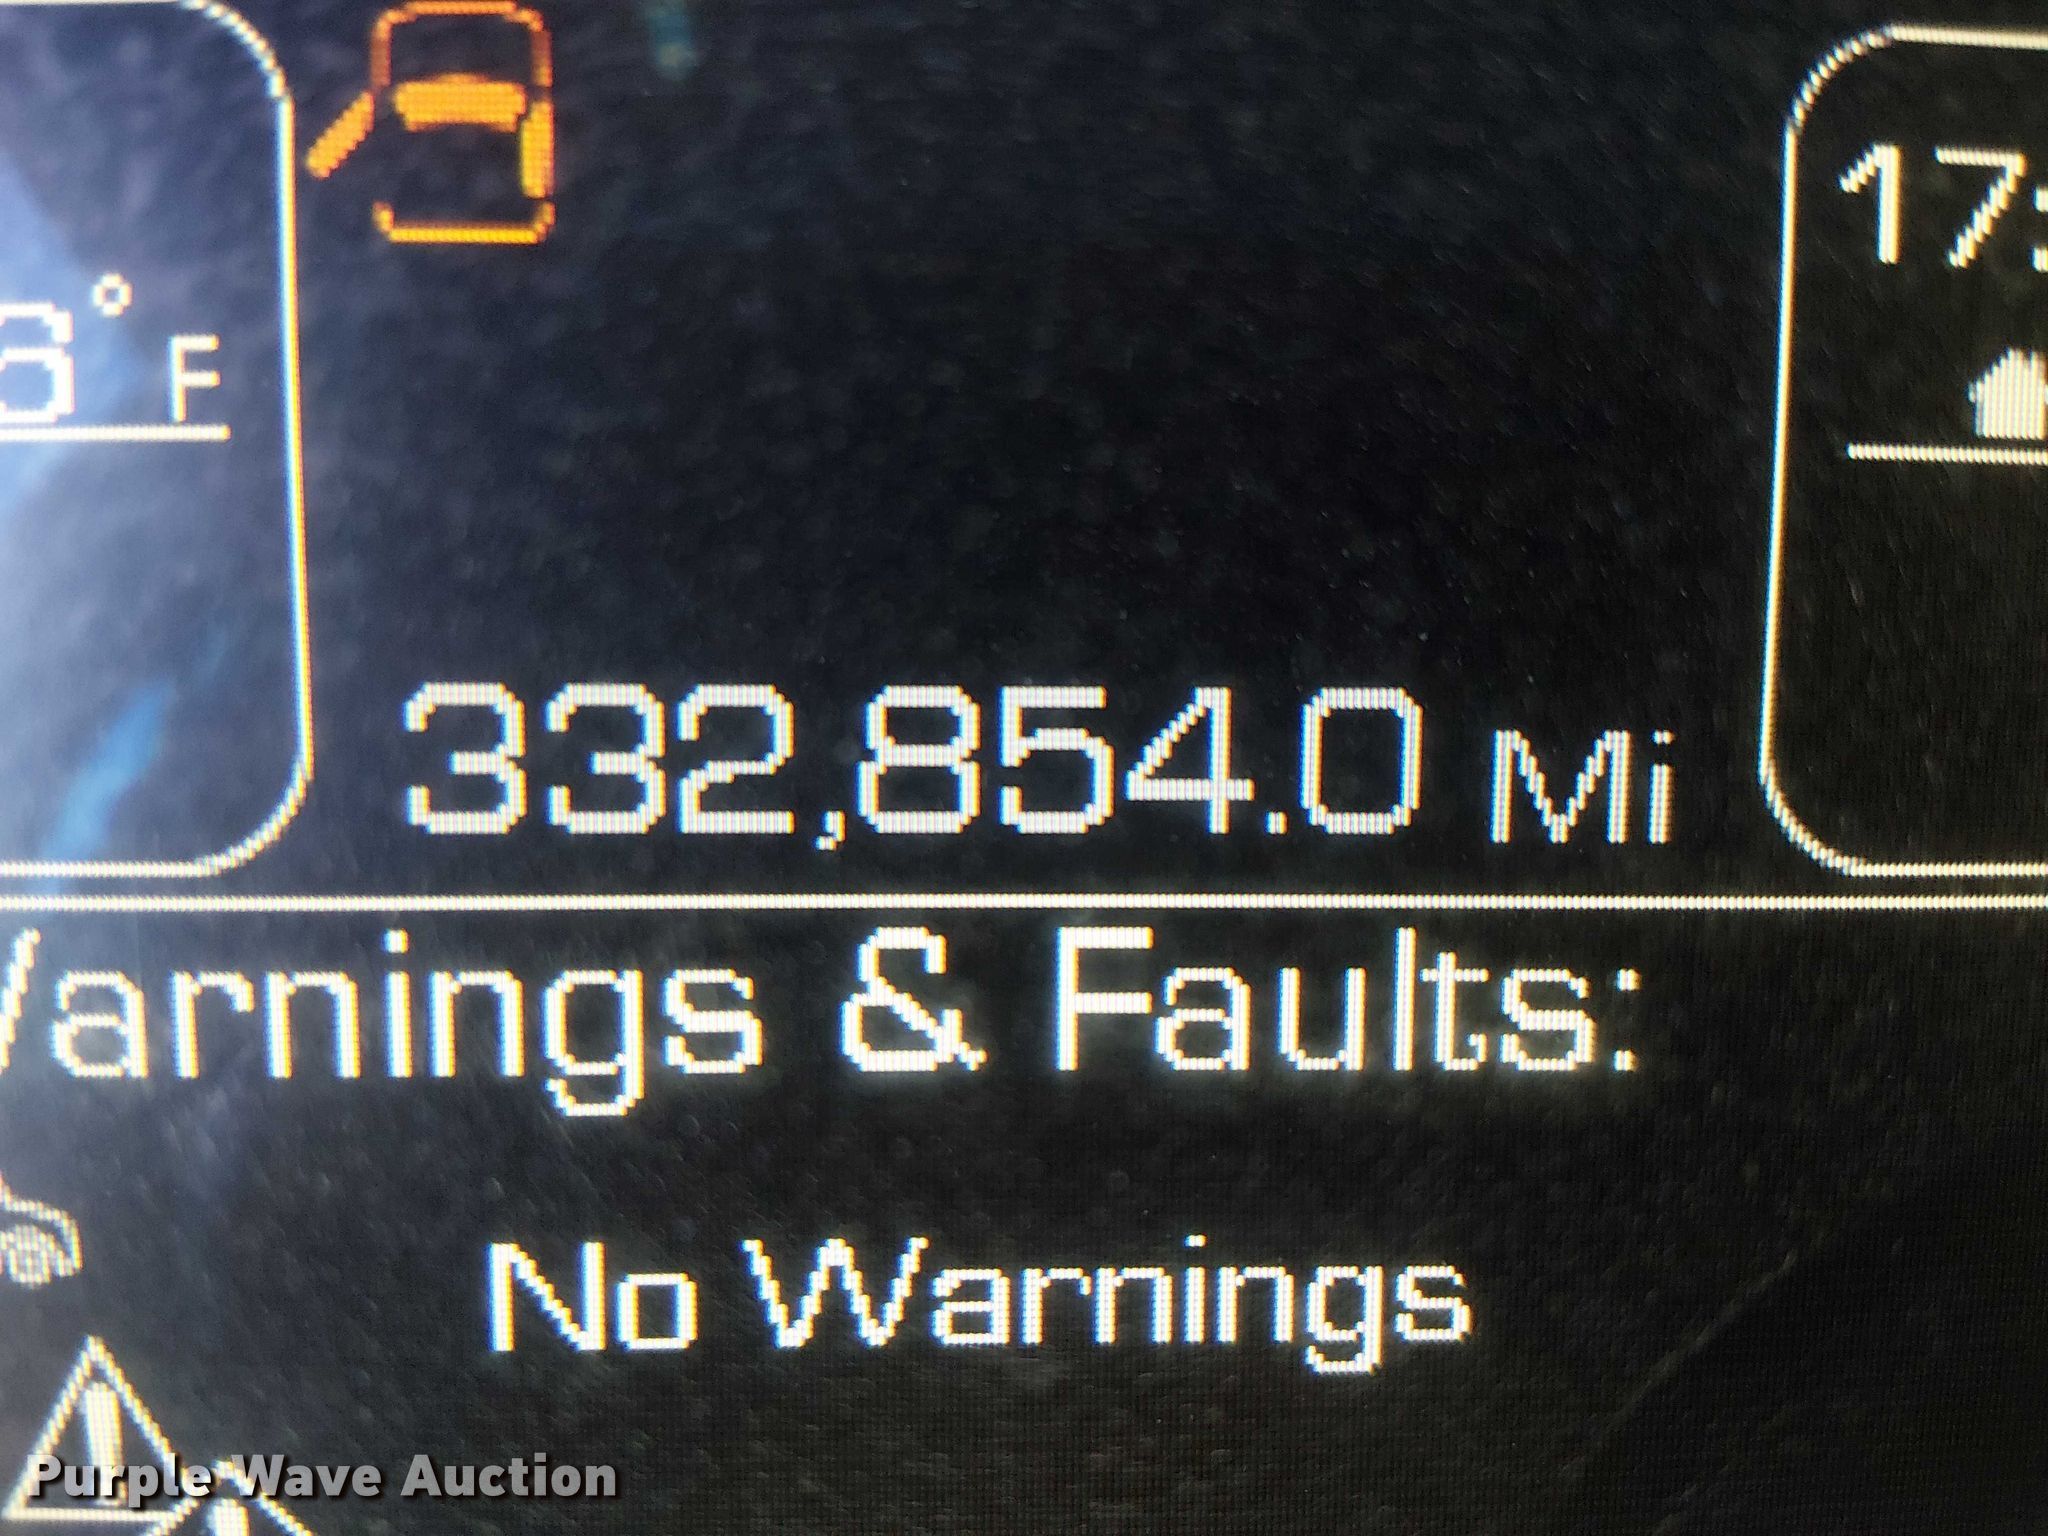 °F
17:
332,854.0 Mi
Warnings & Faults:
No Warnings
Purple Wave Auction